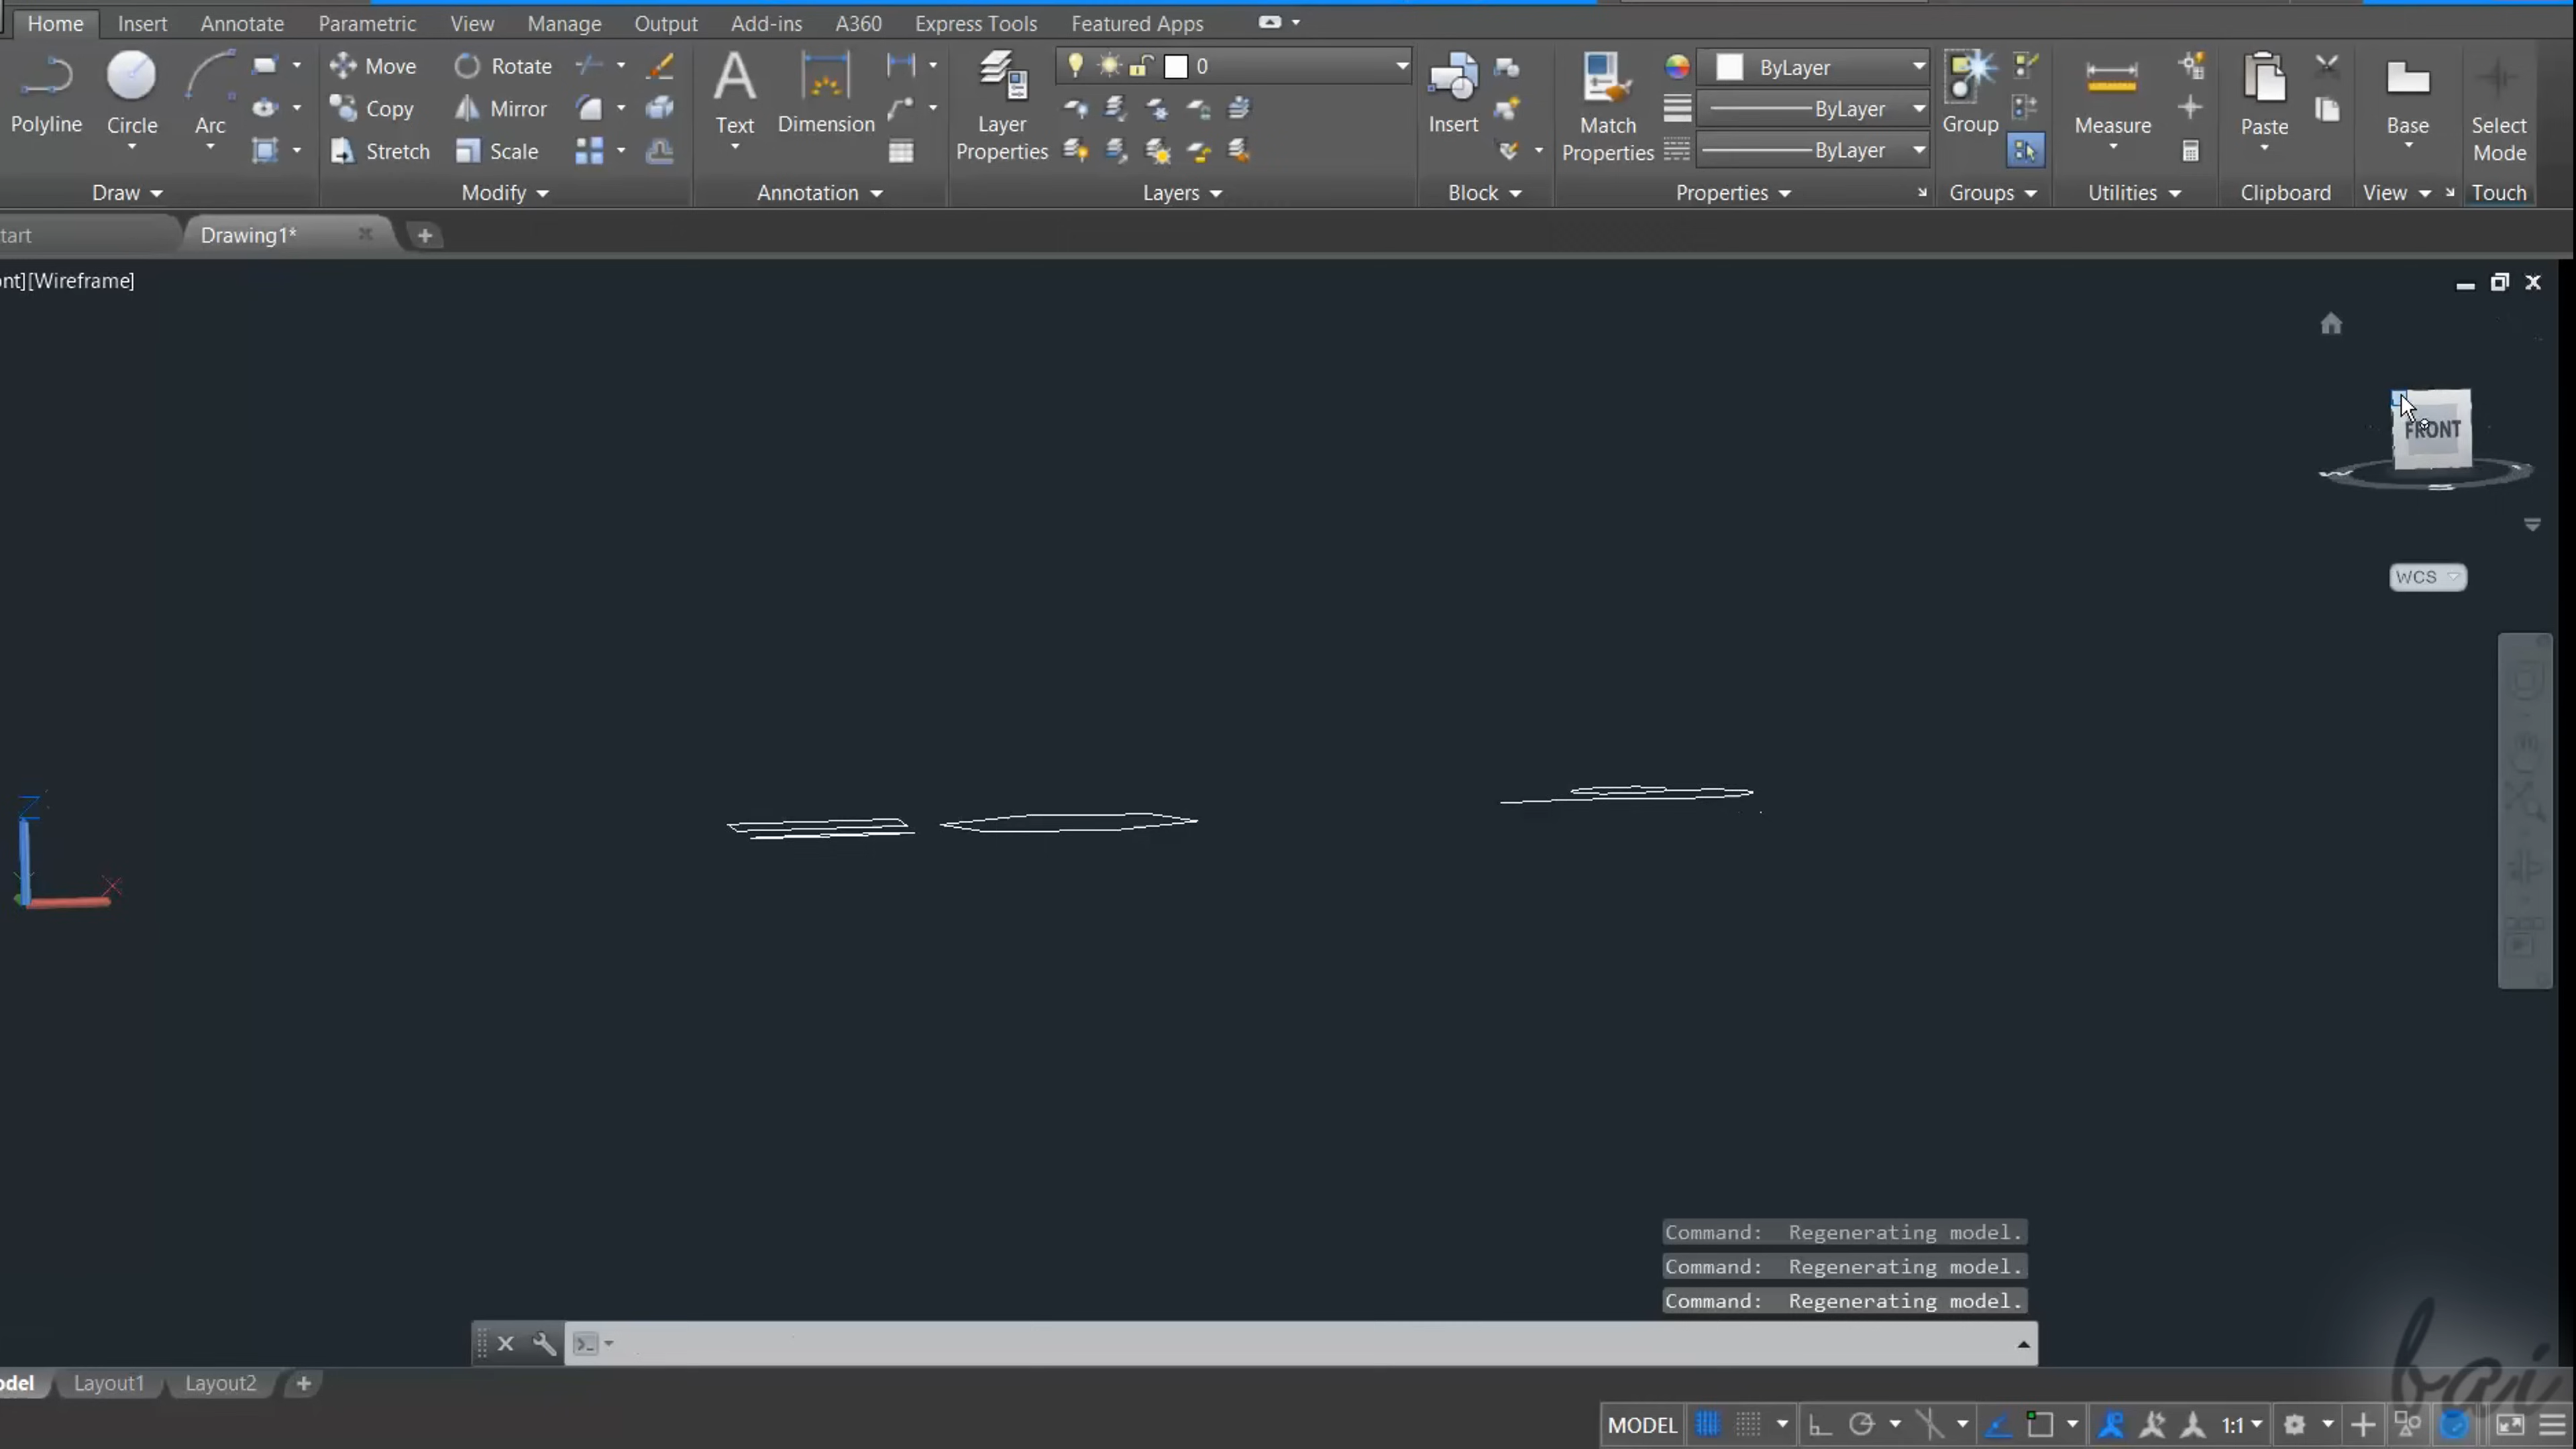 Home Insert Annotate Parametric View Manage Output Add-ins A360 Express Tools Featured Apps
Polyline Circle Arc
Move Rotate
Copy Mirror
Stretch Scale
Text Dimension
Layer Properties
0
Insert
Match Properties
ByLayer
ByLayer
ByLayer
Group
Measure
Paste
Base
Select Mode
Draw Modify Annotation Layers Block Properties Groups Utilities Clipboard View Touch
tart Drawing1*
nt][Wireframe]
FRONT
WCS
Z
X
Command: Regenerating model.
Command: Regenerating model.
Command: Regenerating model.
odel Layout1 Layout2
bai
MODEL 1:1